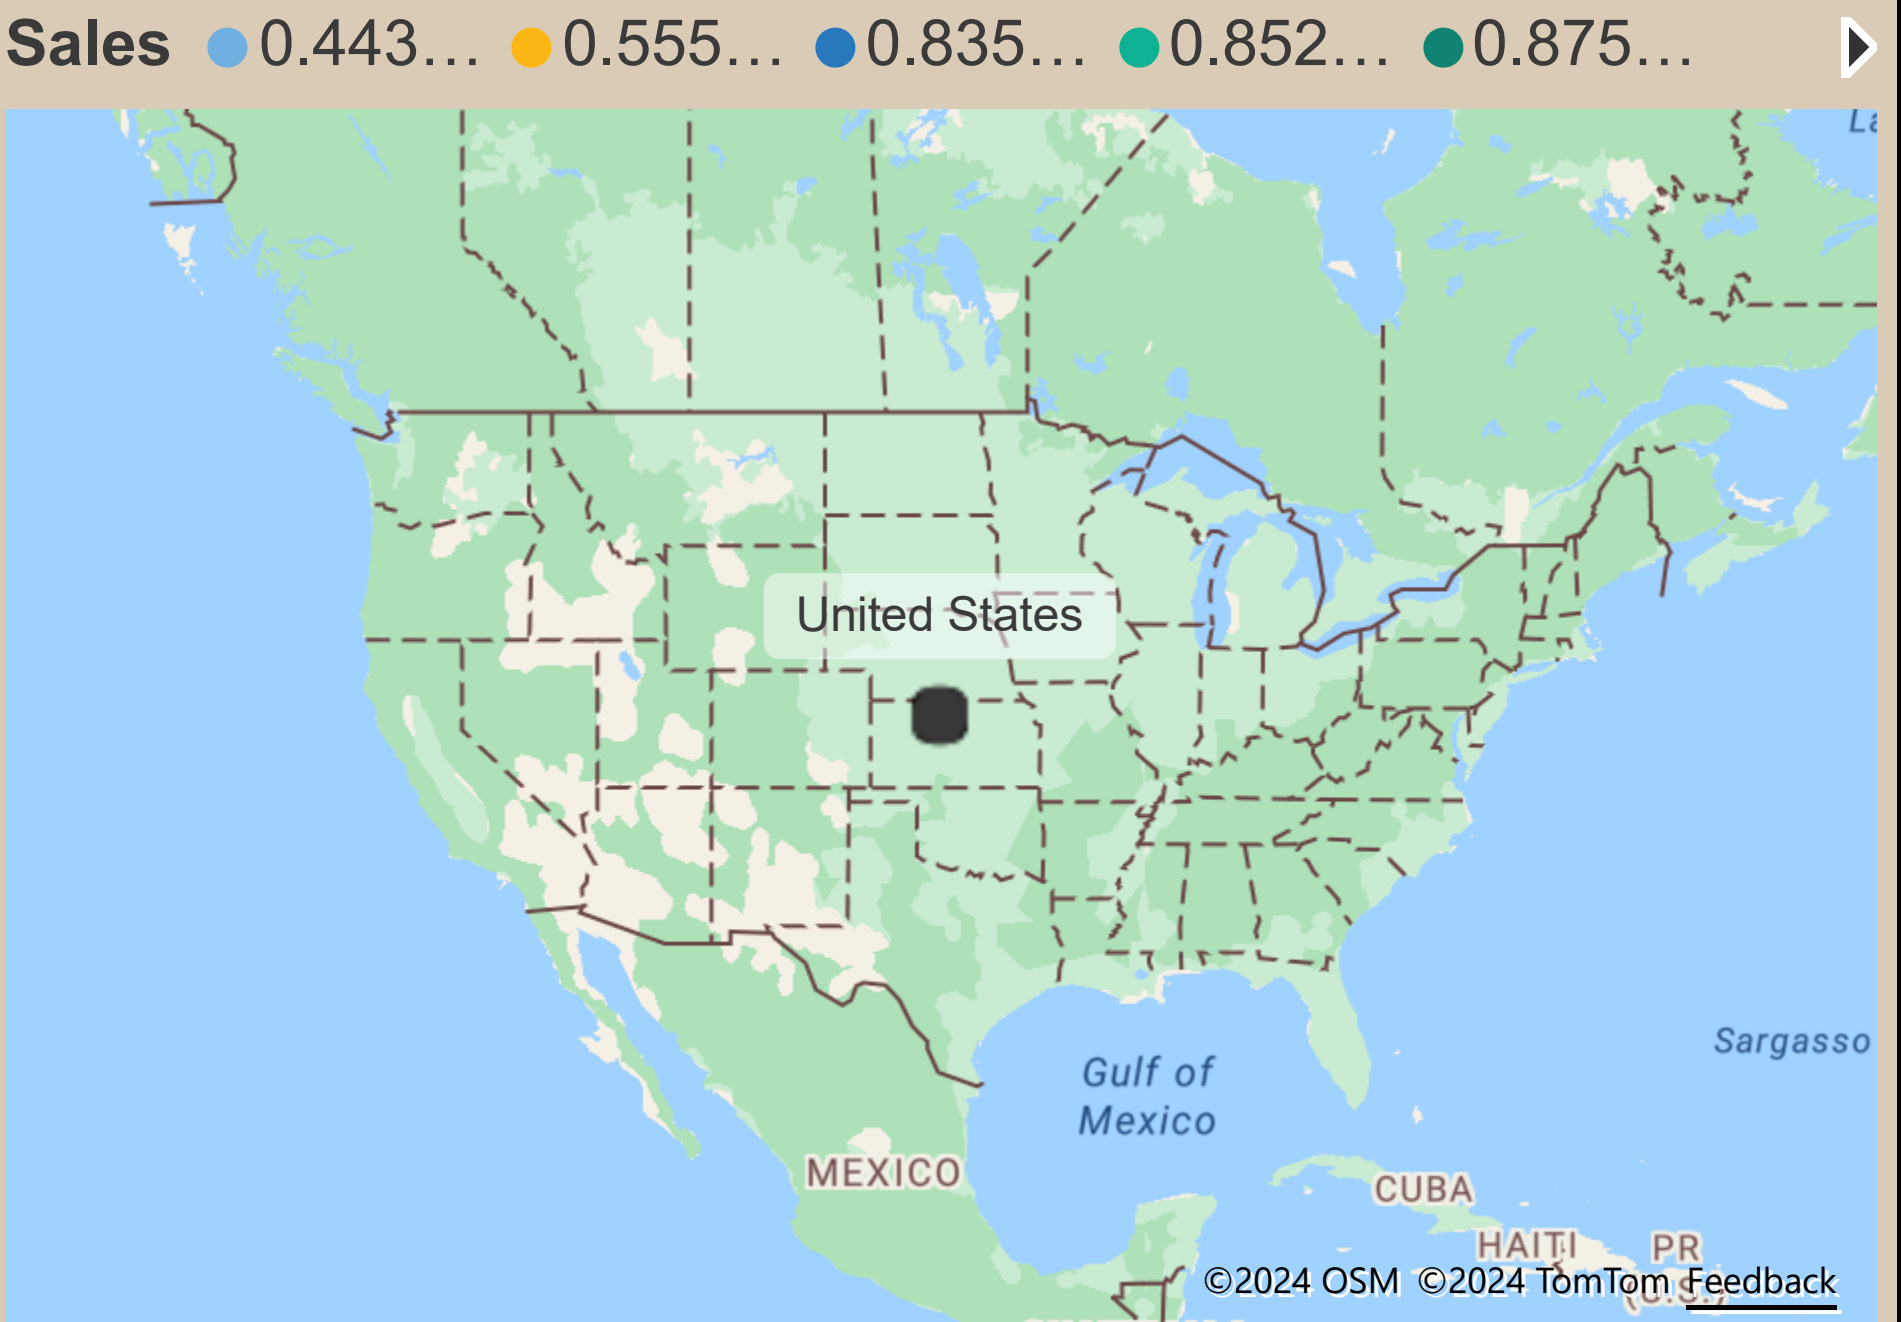 Sales 0.443… 0.555… 0.835… 0.852… 0.875…
United States
Sargasso
Gulf of
Mexico
MEXICO
CUBA
HAITI
PR
(U.S.)
©2024 OSM ©2024 TomTom Feedback